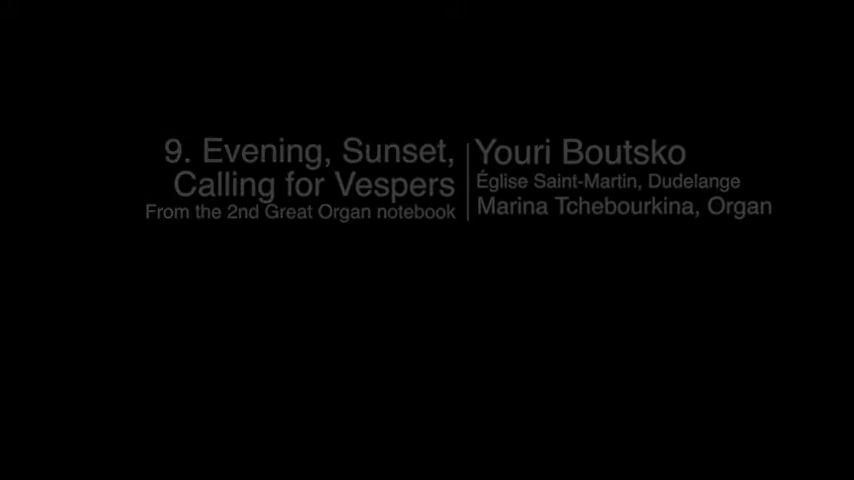 9. Evening, Sunset,
Calling for Vespers
From the 2nd Great Organ notebook
Youri Boutsko
Église Saint-Martin, Dudelange
Marina Tchebourkina, Organ